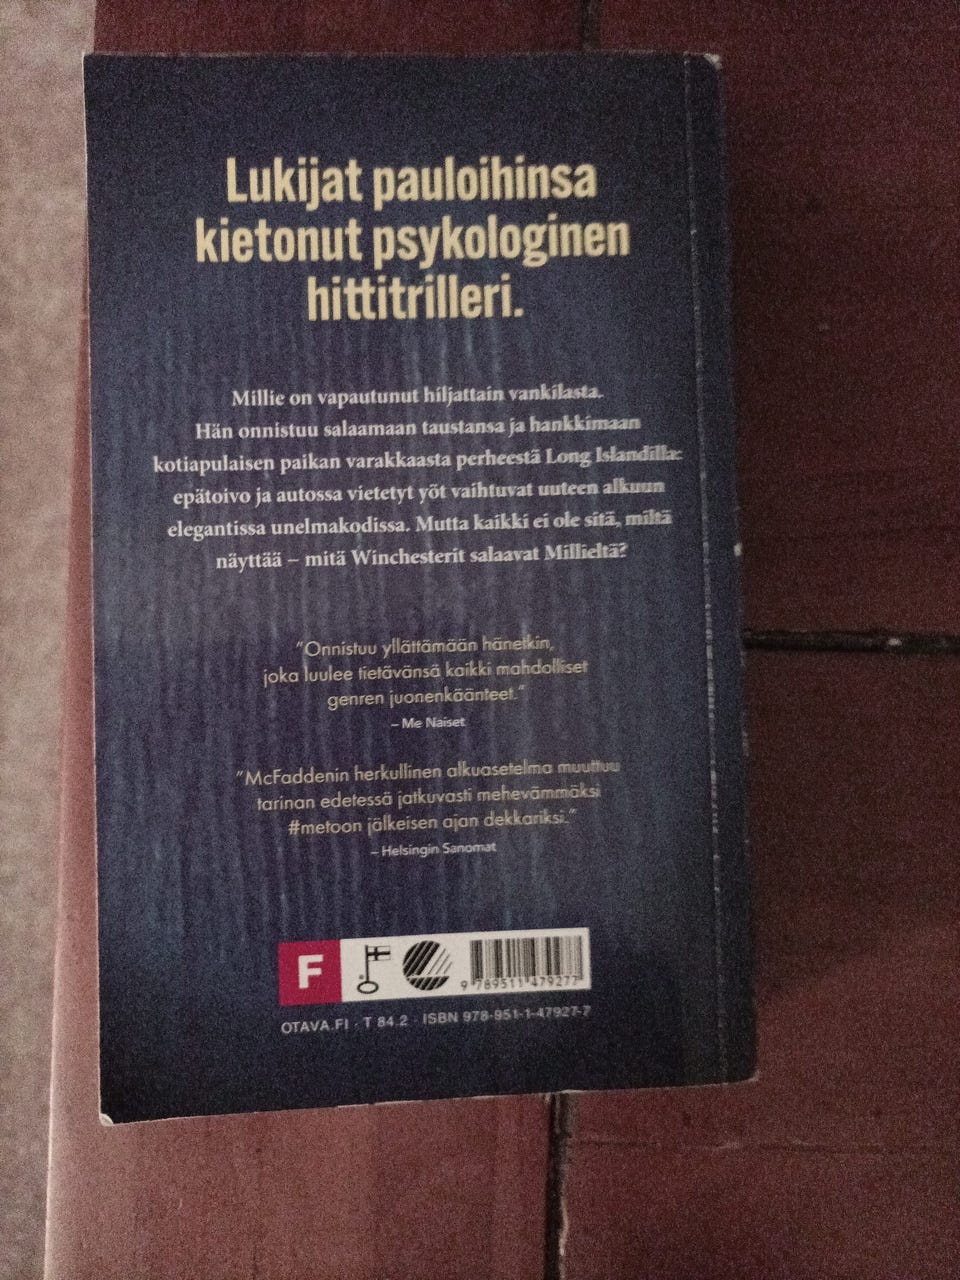 Lukijat pauloihinsa
kietonut psykologinen
hittitrilleri.
Millie on vapautunut hiljattain vankilasta.
Hän onnistuu salaamaan taustansa ja hankkimaan
kotiapulaisen paikan varakkaasta perheestä Long Islandilla:
epätoivo ja autossa vietetyt yöt vaihtuvat uuteen alkuun
elegantissa unelmakodissa. Mutta kaikki ei ole sitä, miltä
näyttää – mitä Winchesterit salaavat Millieltä?
"Onnistuu yllättämään hänetkin,
joka luulee tietävänsä kaikki mahdolliset
genren juonenkäänteet."
– Me Naiset
"McFaddenin herkullinen alkuasetelma muuttuu
tarinan edetessä jatkuvasti mehevämmäksi
#metoon jälkeisen ajan dekkariksi."
– Helsingin Sanomat
F
9 789511 479277
OTAVA.FI · T 84.2 · ISBN 978-951-1-47927-7